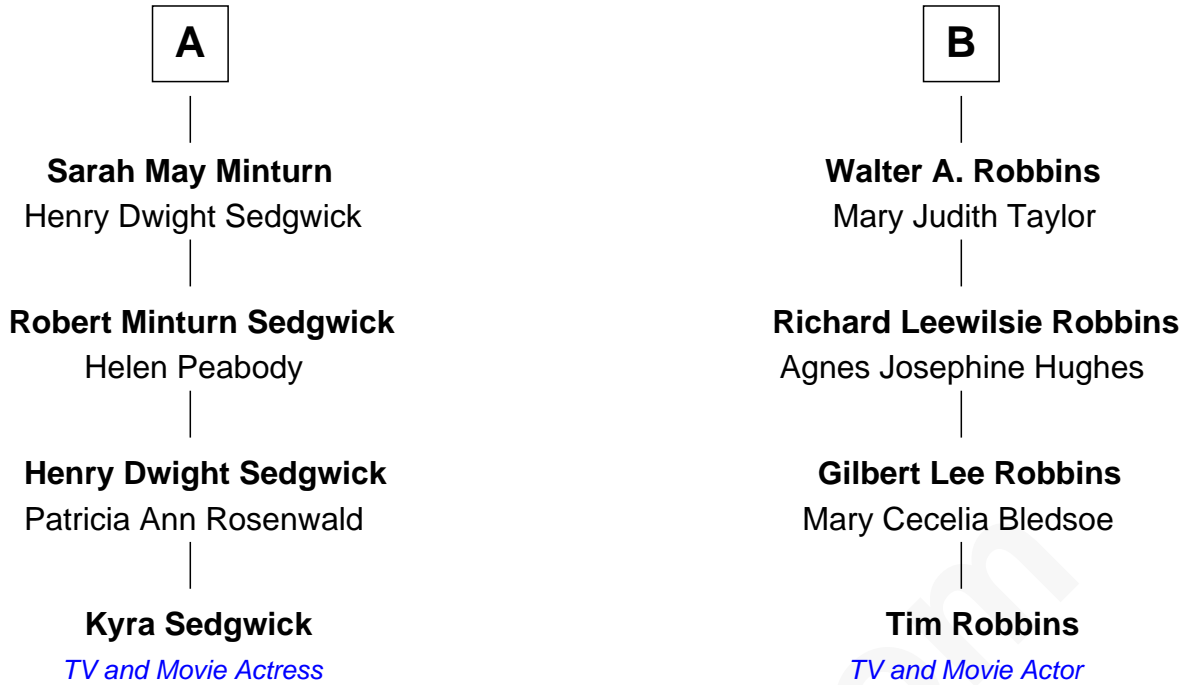 A
Sarah May Minturn
Henry Dwight Sedgwick
Robert Minturn Sedgwick
Helen Peabody
Henry Dwight Sedgwick
Patricia Ann Rosenwald
Kyra Sedgwick
TV and Movie Actress
B
Walter A. Robbins
Mary Judith Taylor
Richard Leewilsie Robbins
Agnes Josephine Hughes
Gilbert Lee Robbins
Mary Cecelia Bledsoe
Tim Robbins
TV and Movie Actor